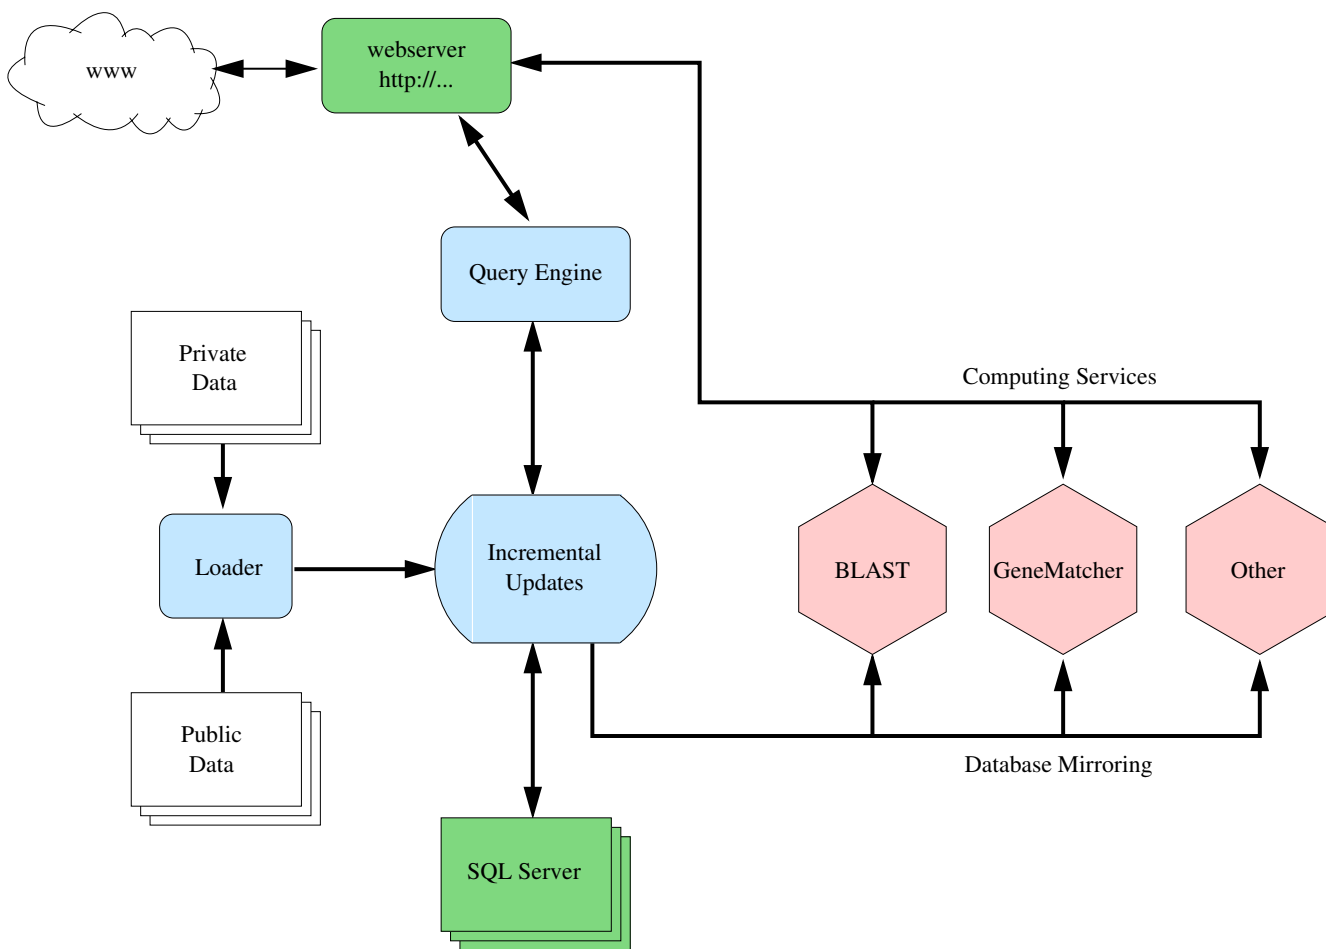 www
webserver
http://...
Query Engine
Private
Data
Computing Services
Loader
Incremental
Updates
BLAST
GeneMatcher
Other
Public
Data
Database Mirroring
SQL Server